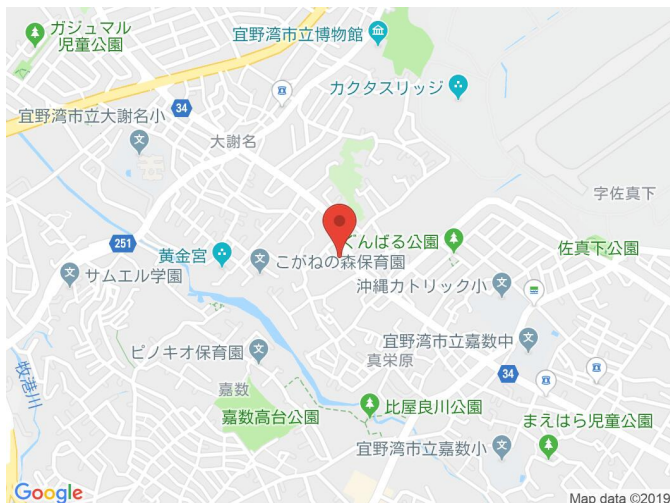 ガジュマル
児童公園
宜野湾市立博物館
カクタスリッジ
34
宜野湾市立大謝名小
大謝名
字佐真下
251
黄金宮
ぐんばる公園
佐真下公園
こがねの森保育園
サムエル学園
沖縄カトリック小
ピノキオ保育園
宜野湾市立嘉数中
真栄原
34
牧港川
嘉数
嘉数高台公園
比屋良川公園
まえはら児童公園
宜野湾市立嘉数小
Google
Map data ©2019